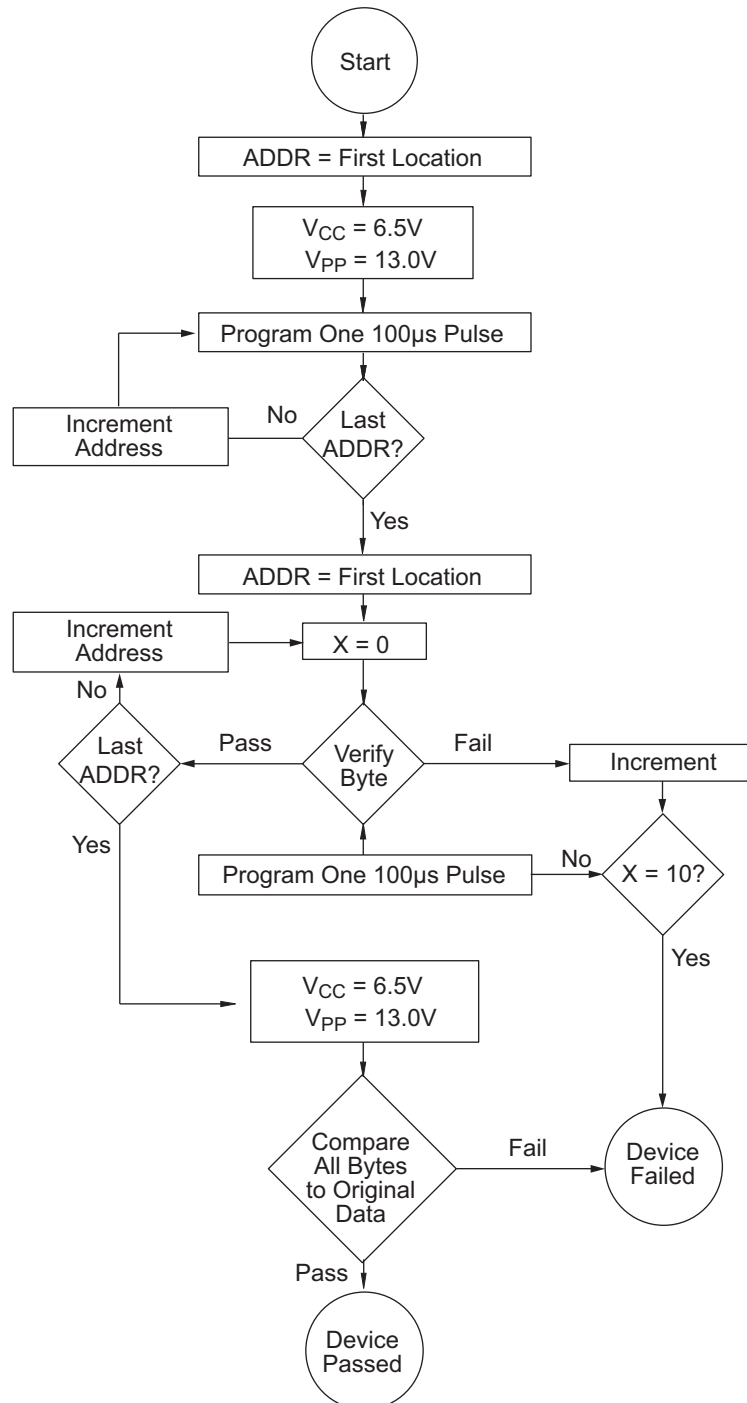 Start
ADDR = First Location
VCC = 6.5V
VPP = 13.0V
Program One 100µs Pulse
Increment
Address
No
Last
ADDR?
Yes
ADDR = First Location
Increment
Address
X = 0
No
Last
ADDR?
Pass
Verify
Byte
Fail
Increment
Yes
Program One 100µs Pulse
No
X = 10?
Yes
VCC = 6.5V
VPP = 13.0V
Compare
All Bytes
to Original
Data
Fail
Device
Failed
Pass
Device
Passed